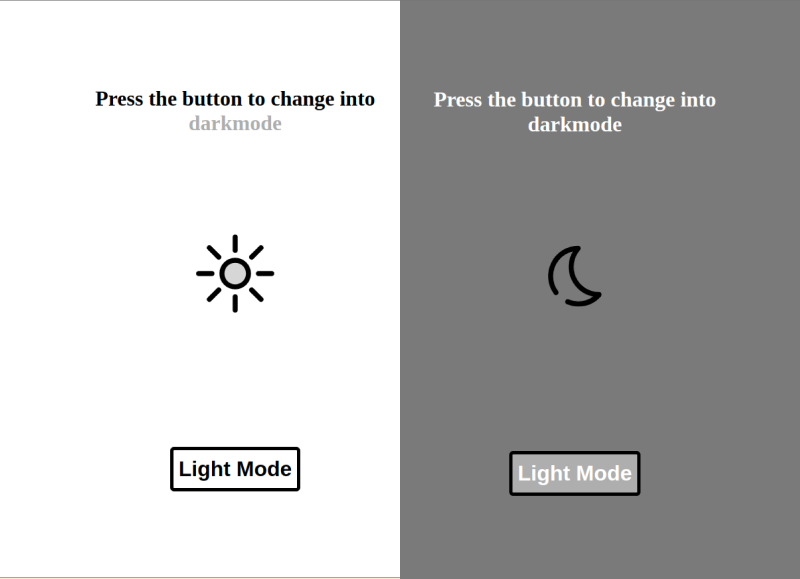 Press the button to change into
darkmode
Light Mode
Press the button to change into
darkmode
Light Mode